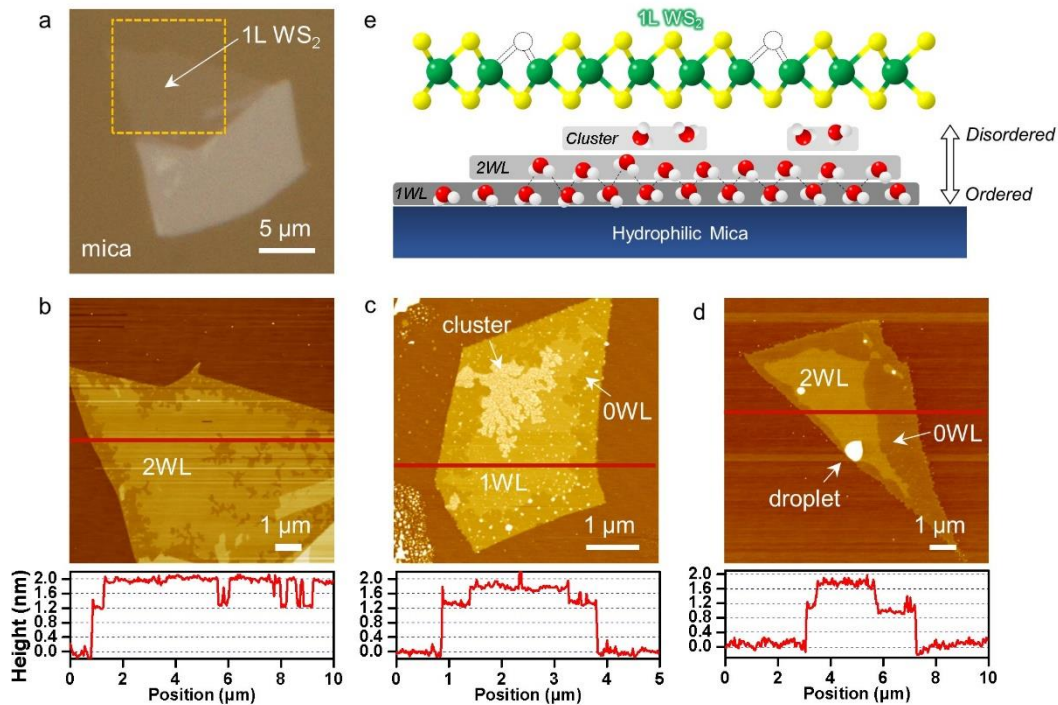 a
1L WS₂
5 μm
mica
e
1L WS₂
Cluster
2WL
1WL
Disordered
Ordered
Hydrophilic Mica
b
2WL
1 μm
c
cluster
0WL
1WL
1 μm
d
2WL
0WL
droplet
1 μm
Height (nm)
2.0
1.6
1.2
0.8
0.4
0.0
0 2 4 6 8 10
Position (μm)
2.0
1.6
1.2
0.8
0.4
0.0
0 1 2 3 4 5
Position (μm)
2.0
1.6
1.2
0.8
0.4
0.0
0 2 4 6 8 10
Position (μm)